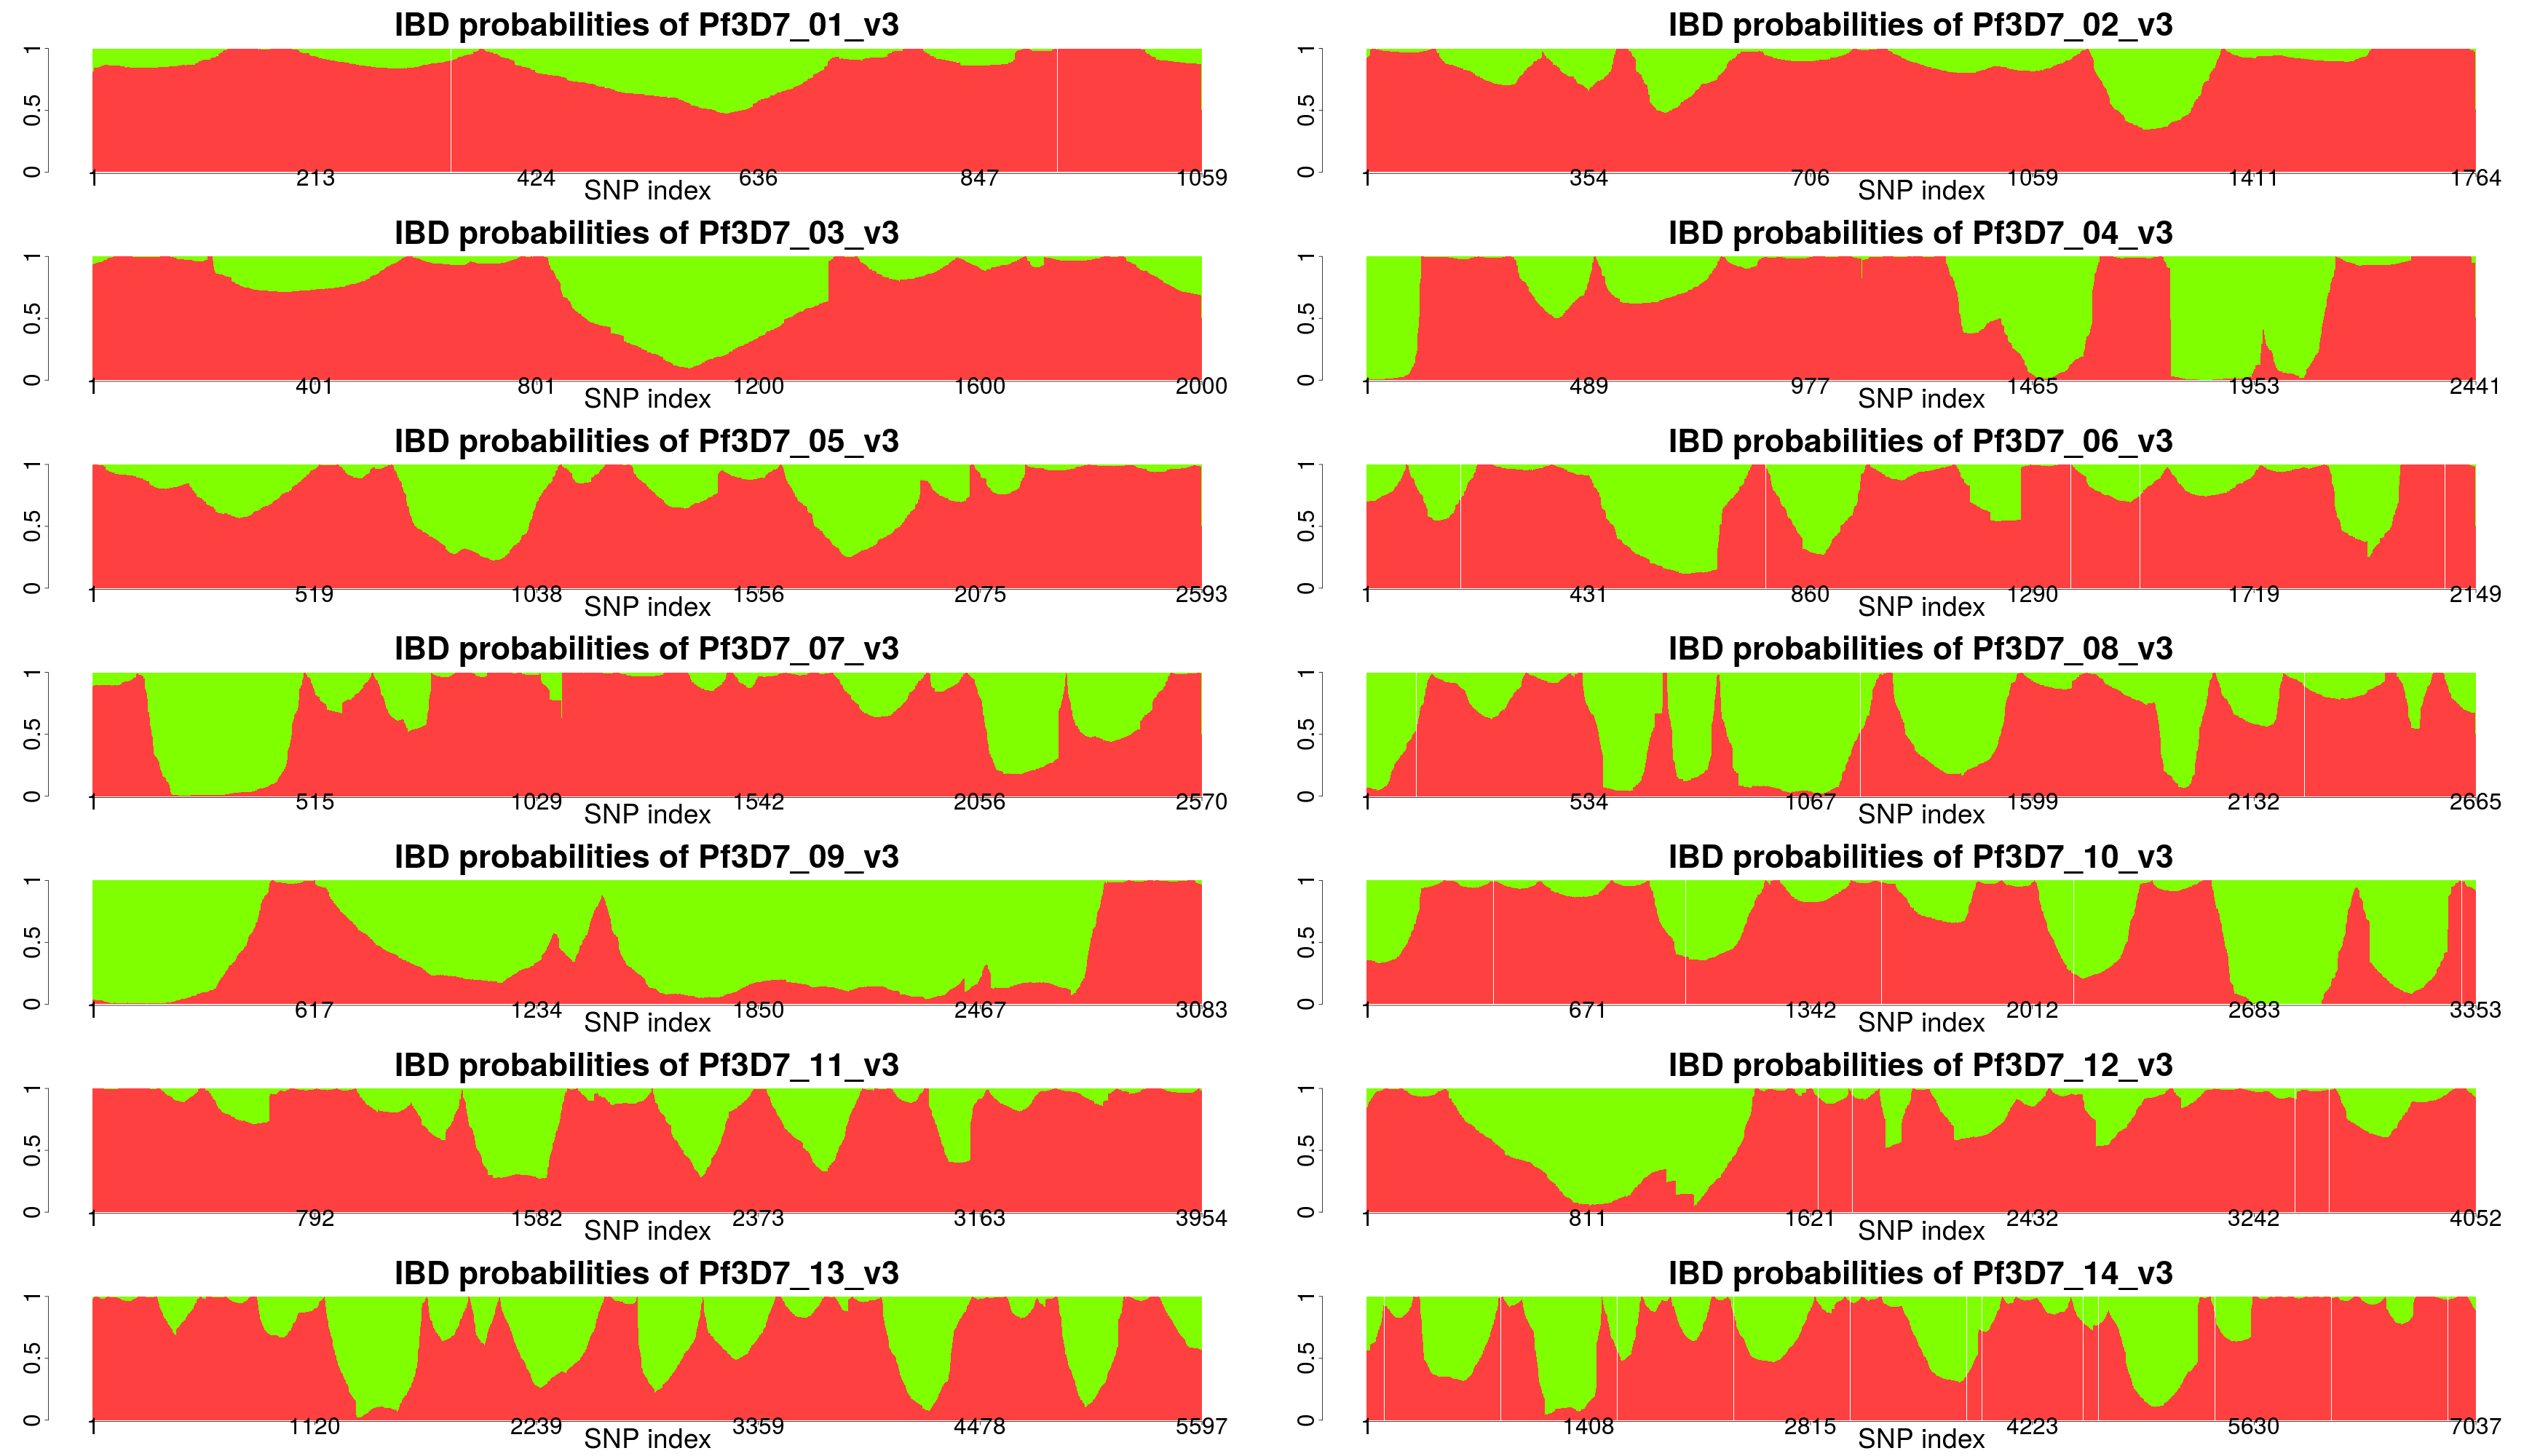 IBD probabilities of Pf3D7_01_v3
0 0.5 1
1 213 424 636 847 1059
SNP index
IBD probabilities of Pf3D7_02_v3
0 0.5 1
1 354 706 1059 1411 1764
SNP index
IBD probabilities of Pf3D7_03_v3
0 0.5 1
1 401 801 1200 1600 2000
SNP index
IBD probabilities of Pf3D7_04_v3
0 0.5 1
1 489 977 1465 1953 2441
SNP index
IBD probabilities of Pf3D7_05_v3
0 0.5 1
1 519 1038 1556 2075 2593
SNP index
IBD probabilities of Pf3D7_06_v3
0 0.5 1
1 431 860 1290 1719 2149
SNP index
IBD probabilities of Pf3D7_07_v3
0 0.5 1
1 515 1029 1542 2056 2570
SNP index
IBD probabilities of Pf3D7_08_v3
0 0.5 1
1 534 1067 1599 2132 2665
SNP index
IBD probabilities of Pf3D7_09_v3
0 0.5 1
1 617 1234 1850 2467 3083
SNP index
IBD probabilities of Pf3D7_10_v3
0 0.5 1
1 671 1342 2012 2683 3353
SNP index
IBD probabilities of Pf3D7_11_v3
0 0.5 1
1 792 1582 2373 3163 3954
SNP index
IBD probabilities of Pf3D7_12_v3
0 0.5 1
1 811 1621 2432 3242 4052
SNP index
IBD probabilities of Pf3D7_13_v3
0 0.5 1
1 1120 2239 3359 4478 5597
SNP index
IBD probabilities of Pf3D7_14_v3
0 0.5 1
1 1408 2815 4223 5630 7037
SNP index